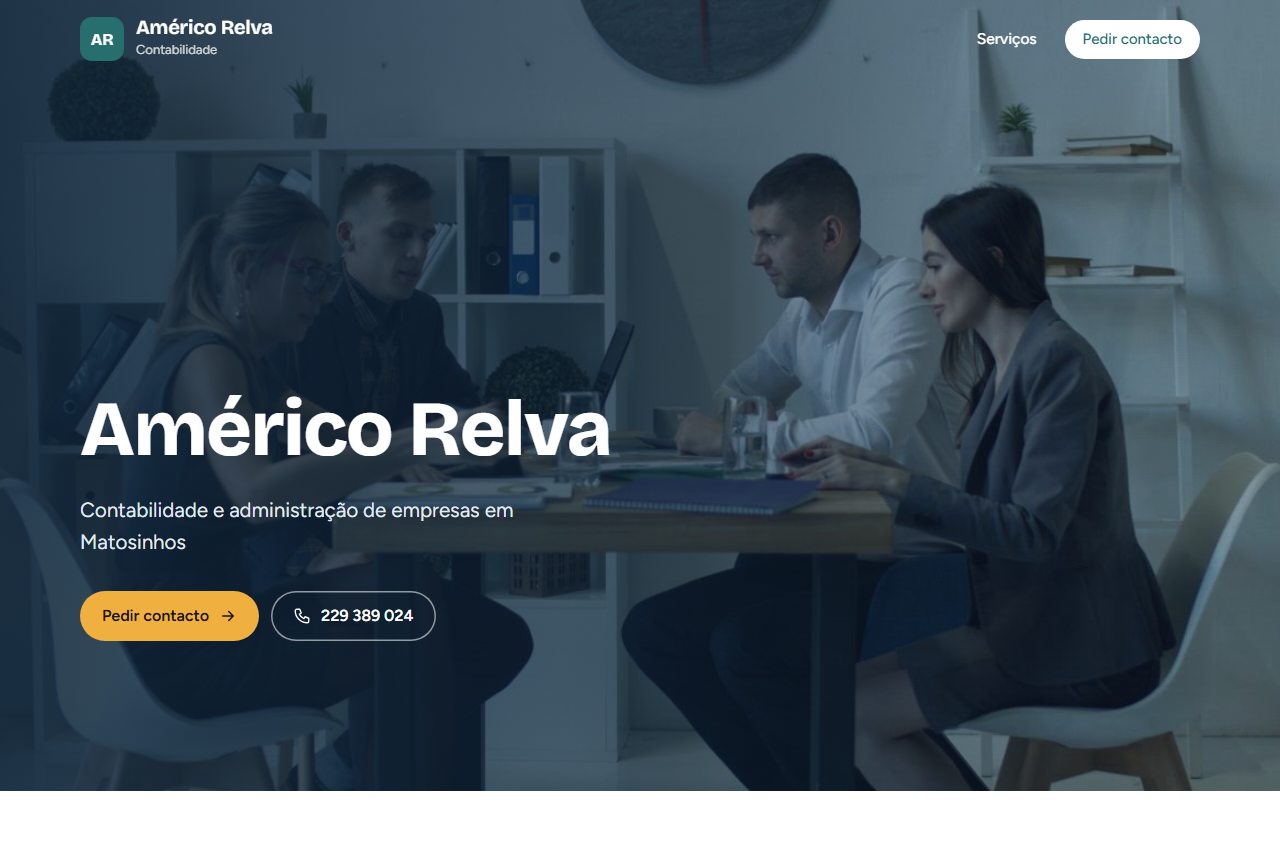 AR
Américo Relva
Contabilidade
Serviços
Pedir contacto
Américo Relva
Contabilidade e administração de empresas em
Matosinhos
Pedir contacto
229 389 024